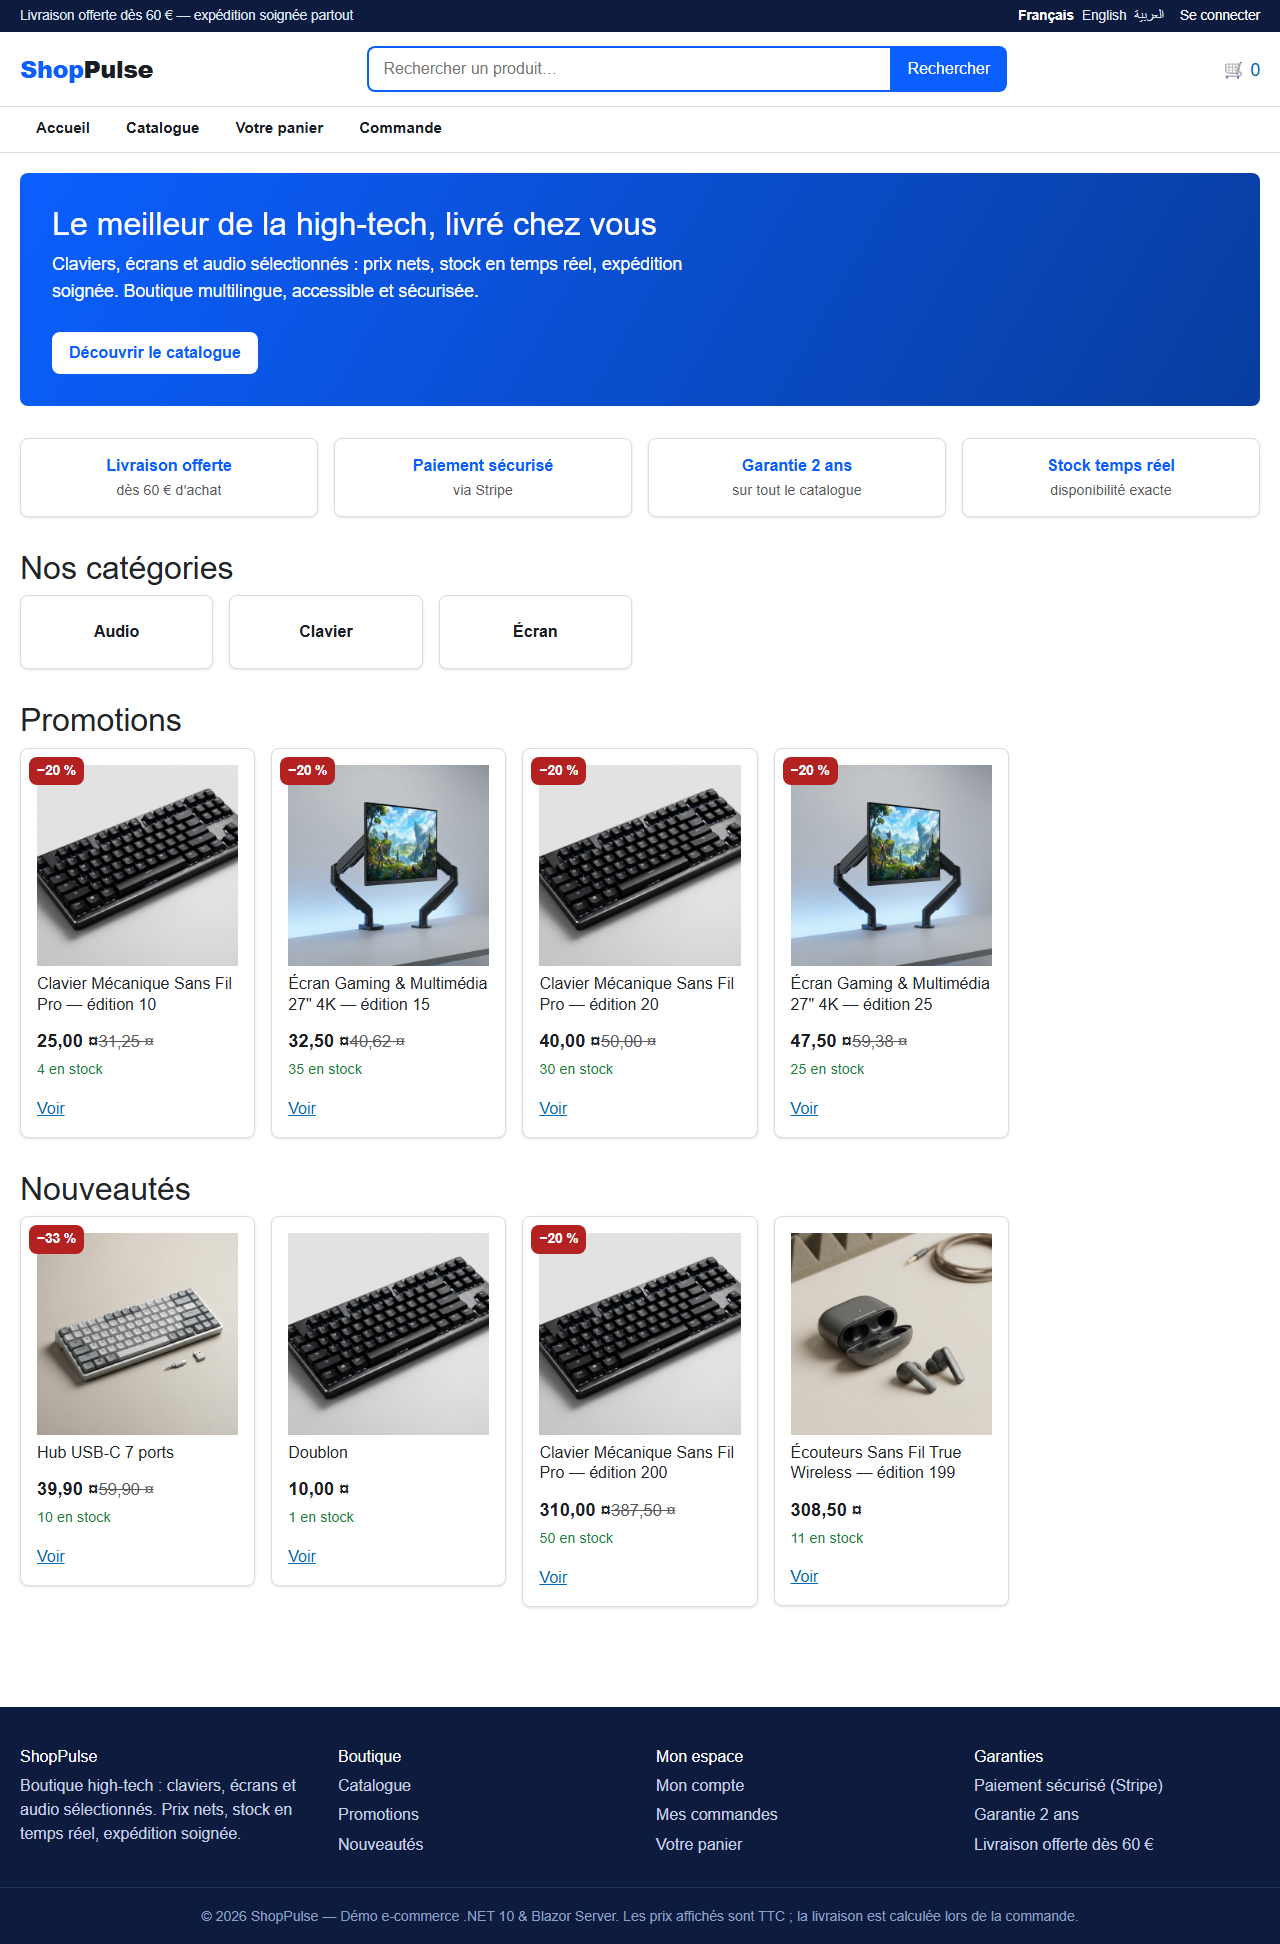 Livraison offerte dès 60 € — expédition soignée partout
Français English العربية Se connecter
ShopPulse
Rechercher un produit…
Rechercher
0
Accueil Catalogue Votre panier Commande
Le meilleur de la high-tech, livré chez vous
Claviers, écrans et audio sélectionnés : prix nets, stock en temps réel, expédition
soignée. Boutique multilingue, accessible et sécurisée.
Découvrir le catalogue
Livraison offerte
dès 60 € d'achat
Paiement sécurisé
via Stripe
Garantie 2 ans
sur tout le catalogue
Stock temps réel
disponibilité exacte
Nos catégories
Audio
Clavier
Écran
Promotions
−20 %
Clavier Mécanique Sans Fil
Pro — édition 10
25,00 ¤31,25 ¤
4 en stock
Voir
−20 %
Écran Gaming & Multimédia
27" 4K — édition 15
32,50 ¤40,62 ¤
35 en stock
Voir
−20 %
Clavier Mécanique Sans Fil
Pro — édition 20
40,00 ¤50,00 ¤
30 en stock
Voir
−20 %
Écran Gaming & Multimédia
27" 4K — édition 25
47,50 ¤59,38 ¤
25 en stock
Voir
Nouveautés
−33 %
Hub USB-C 7 ports
39,90 ¤59,90 ¤
10 en stock
Voir
Doublon
10,00 ¤
1 en stock
Voir
−20 %
Clavier Mécanique Sans Fil
Pro — édition 200
310,00 ¤387,50 ¤
50 en stock
Voir
Écouteurs Sans Fil True
Wireless — édition 199
308,50 ¤
11 en stock
Voir
ShopPulse
Boutique high-tech : claviers, écrans et
audio sélectionnés. Prix nets, stock en
temps réel, expédition soignée.
Boutique
Catalogue
Promotions
Nouveautés
Mon espace
Mon compte
Mes commandes
Votre panier
Garanties
Paiement sécurisé (Stripe)
Garantie 2 ans
Livraison offerte dès 60 €
© 2026 ShopPulse — Démo e-commerce .NET 10 & Blazor Server. Les prix affichés sont TTC ; la livraison est calculée lors de la commande.